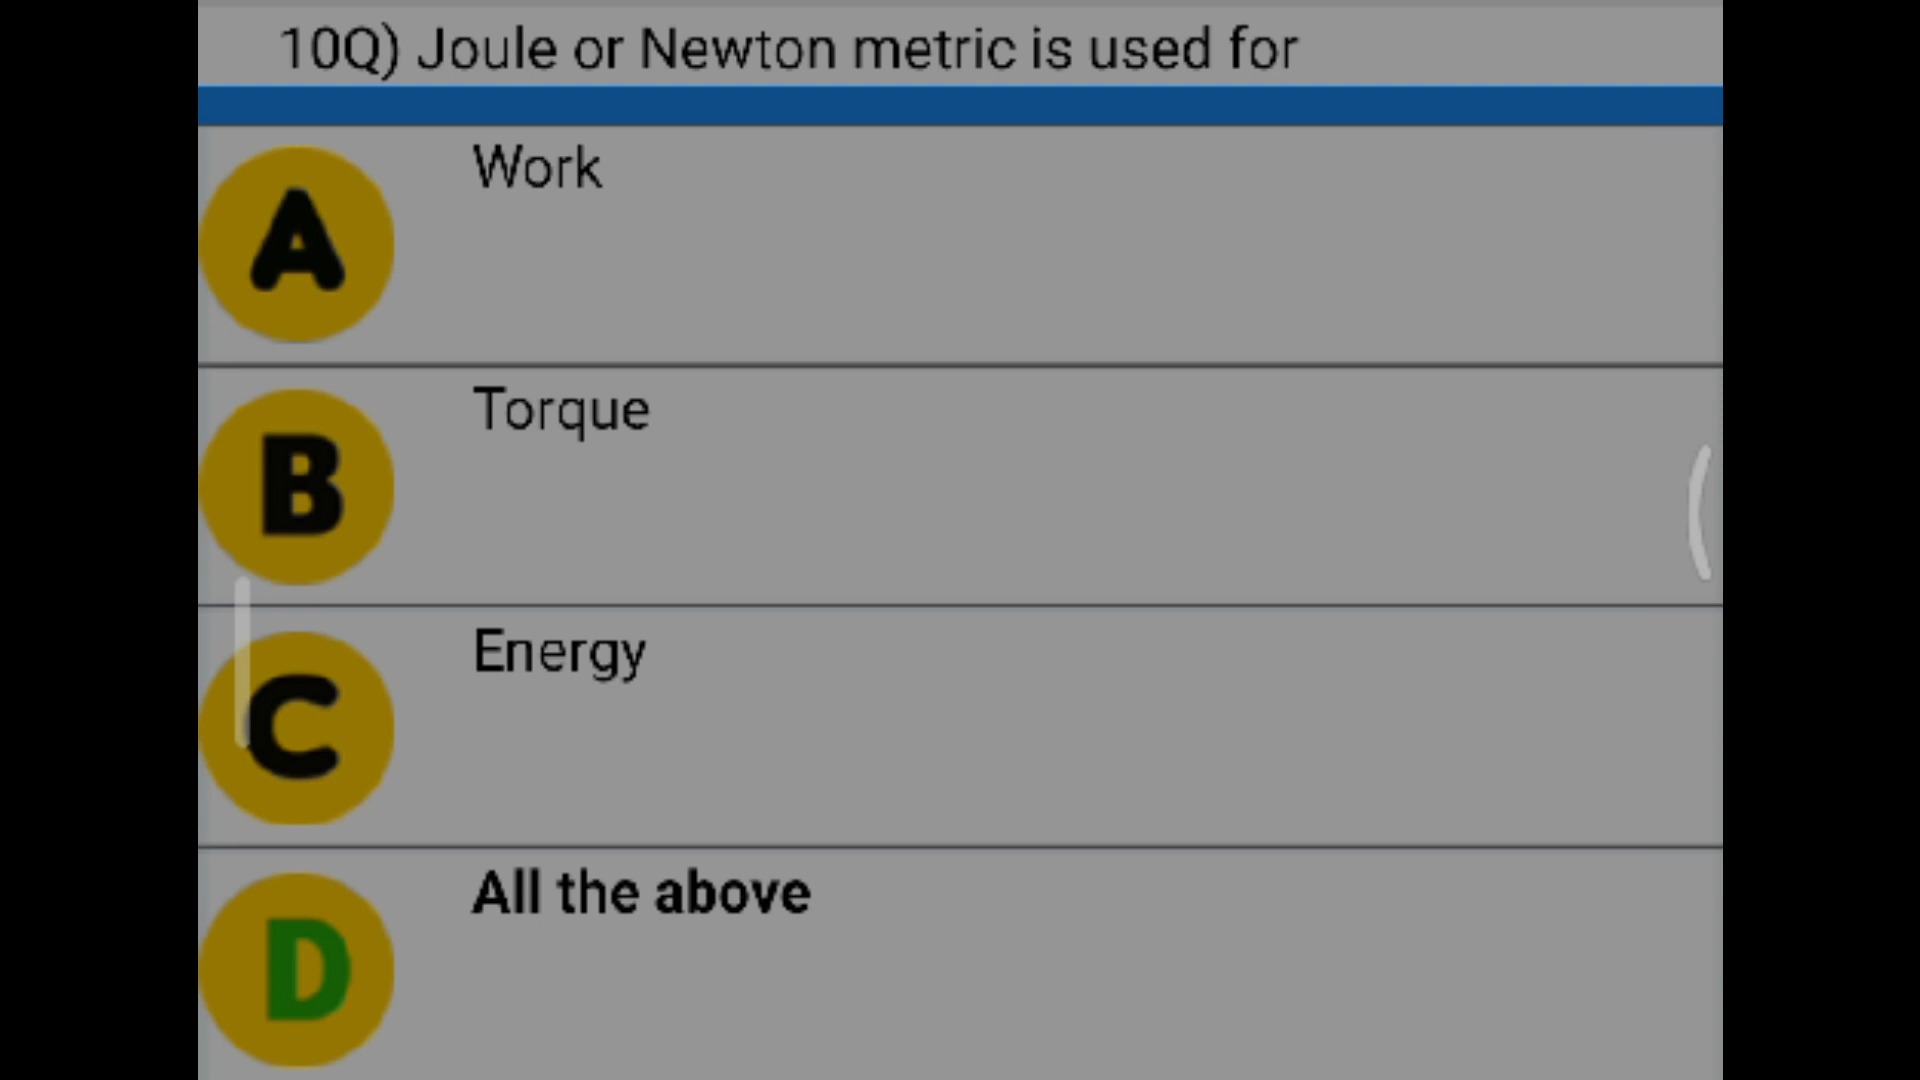 10Q) Joule or Newton metric is used for
A Work
B Torque
C Energy
D All the above